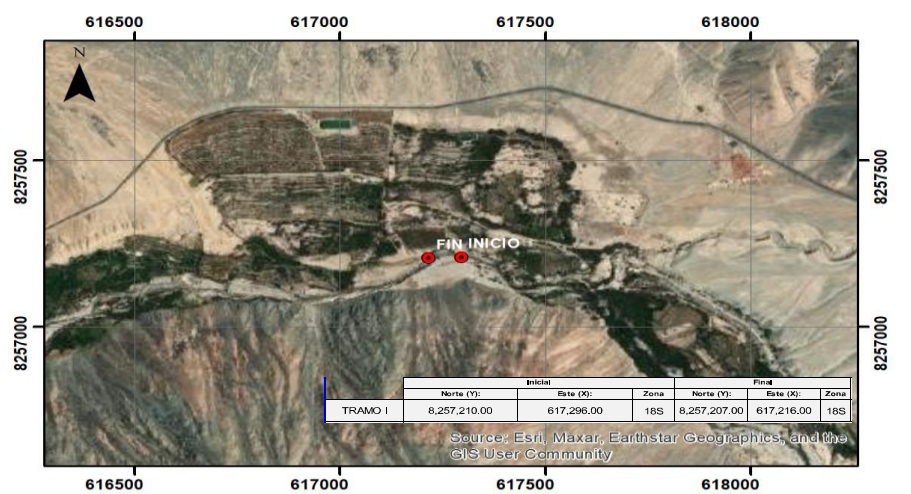 616500 617000 617500 618000
N
8257500 8257500
FIN INICIO
8257000 8257000
Inicial Final
Norte (Y): Este (X): Zona Norte (Y): Este (X): Zona
TRAMO I 8,257,210.00 617,296.00 18S 8,257,207.00 617,216.00 18S
Source: Esri, Maxar, Earthstar Geographics, and the
GIS User Community
616500 617000 617500 618000